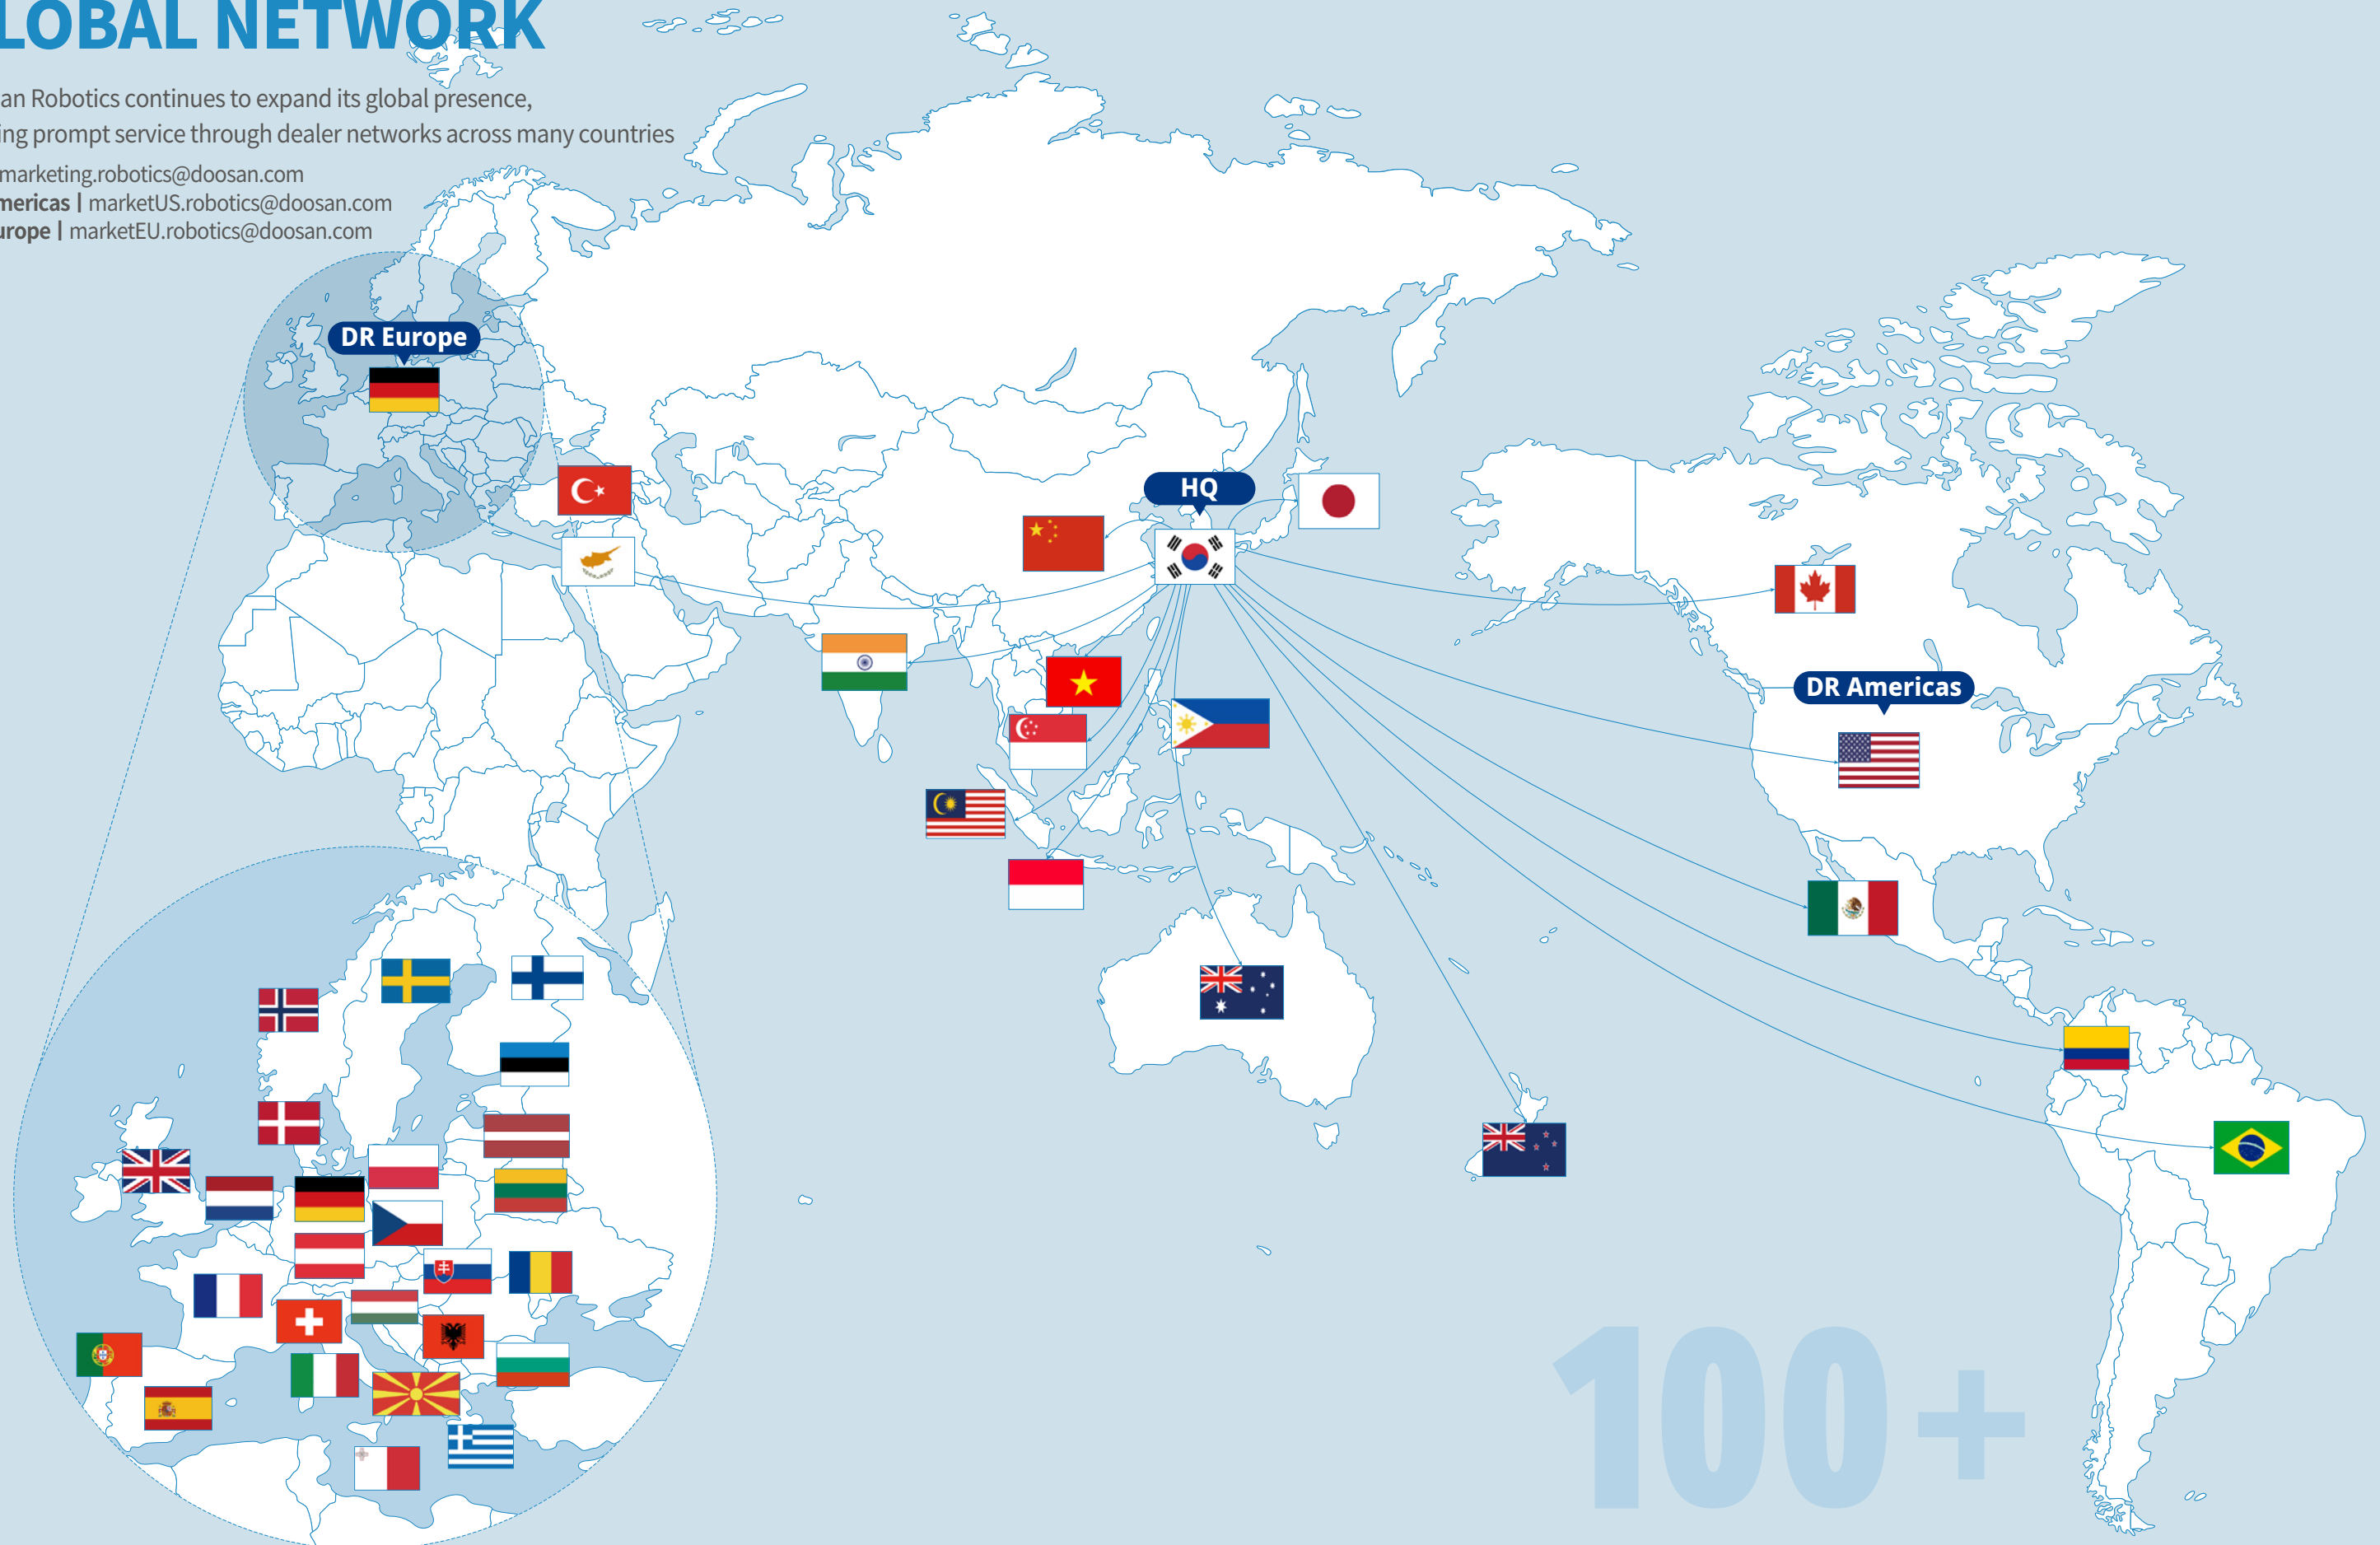 LOBAL NETWORK
an Robotics continues to expand its global presence,
ing prompt service through dealer networks across many countries
marketing.robotics@doosan.com
mericas | marketUS.robotics@doosan.com
urope | marketEU.robotics@doosan.com
DR Europe
HQ
DR Americas
100+